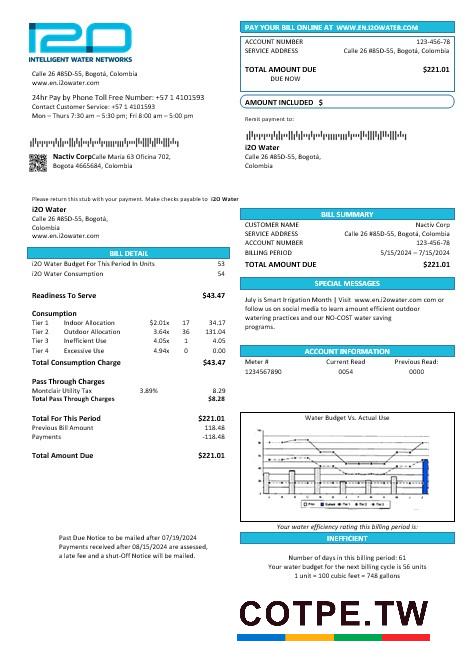 i2O
INTELLIGENT WATER NETWORKS
Calle 26 #85D-55, Bogotá, Colombia
www.en.i2owater.com
24hr Pay by Phone Toll Free Number: +57 1 4101593
Contact Customer Service: +57 1 4101593
Mon – Thurs 7:30 am – 5:30 pm; Fri 8:00 am – 5:00 pm
Nactiv CorpCalle María 63 Oficina 702,
Bogota 4665684, Colombia
PAY YOUR BILL ONLINE AT WWW.EN.I2OWATER.COM
ACCOUNT NUMBER 123-456-78
SERVICE ADDRESS Calle 26 #85D-55, Bogotá, Colombia
TOTAL AMOUNT DUE $221.01
DUE NOW
AMOUNT INCLUDED $
Remit payment to:
i2O Water
Calle 26 #85D-55, Bogotá, Colombia
Please return this stub with your payment. Make checks payable to i2O Water
i2O Water
Calle 26 #85D-55, Bogotá,
Colombia
www.en.i2owater.com
BILL DETAIL
i2O Water Budget For This Period In Units 53
i2O Water Consumption 54
Readiness To Serve $43.47
Consumption
Tier 1 Indoor Allocation $2.01x 17 34.17
Tier 2 Outdoor Allocation 3.64x 36 131.04
Tier 3 Inefficient Use 4.05x 1 4.05
Tier 4 Excessive Use 4.94x 0 0.00
Total Consumption Charge $43.47
Pass Through Charges
Montclair Utility Tax 3.89% 8.29
Total Pass Through Charges $8.28
Total For This Period $221.01
Previous Bill Amount 118.48
Payments -118.48
Total Amount Due $221.01
Past Due Notice to be mailed after 07/19/2024
Payments received after 08/15/2024 are assessed,
a late fee and a shut-Off Notice will be mailed.
BILL SUMMARY
CUSTOMER NAME Nactiv Corp
SERVICE ADDRESS Calle 26 #85D-55, Bogotá, Colombia
ACCOUNT NUMBER 123-456-78
BILLING PERIOD 5/15/2024 – 7/15/2024
TOTAL AMOUNT DUE $221.01
SPECIAL MESSAGES
July is Smart Irrigation Month | Visit www.en.i2owater.com com or
follow us on social media to learn amount efficient outdoor
watering practices and our NO-COST water saving
programs.
ACCOUNT INFORMATION
Meter # Current Read Previous Read:
1234567890 0054 0000
Water Budget Vs. Actual Use
Your water efficiency rating this billing period is:
INEFFICIENT
Number of days in this billing period: 61
Your water budget for the next billing cycle is 56 units
1 unit = 100 cubic feet = 748 gallons
COTPE.TW